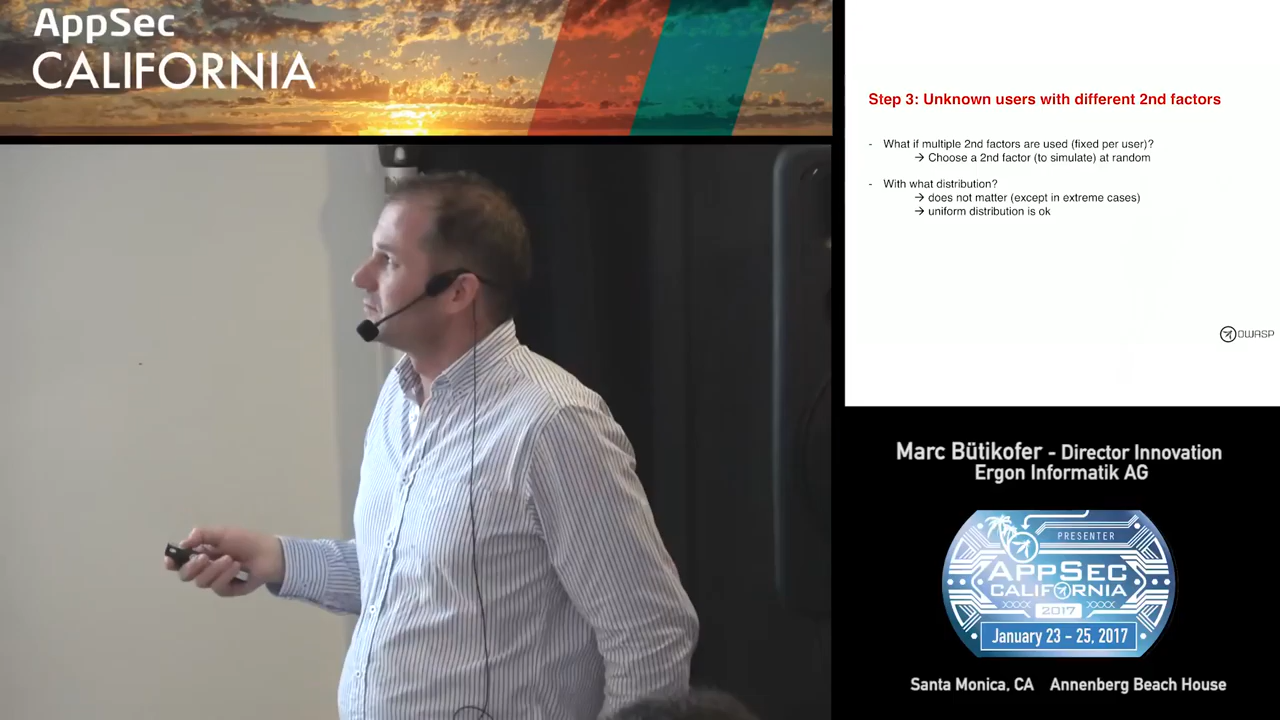 AppSec
CALIFORNIA
Step 3: Unknown users with different 2nd factors
- What if multiple 2nd factors are used (fixed per user)?
→ Choose a 2nd factor (to simulate) at random
- With what distribution?
→ does not matter (except in extreme cases)
→ uniform distribution is ok
OWASP
Marc Bütikofer - Director Innovation
Ergon Informatik AG
PRESENTER
APPSEC
CALIFORNIA
2017
January 23 - 25, 2017
Santa Monica, CA Annenberg Beach House